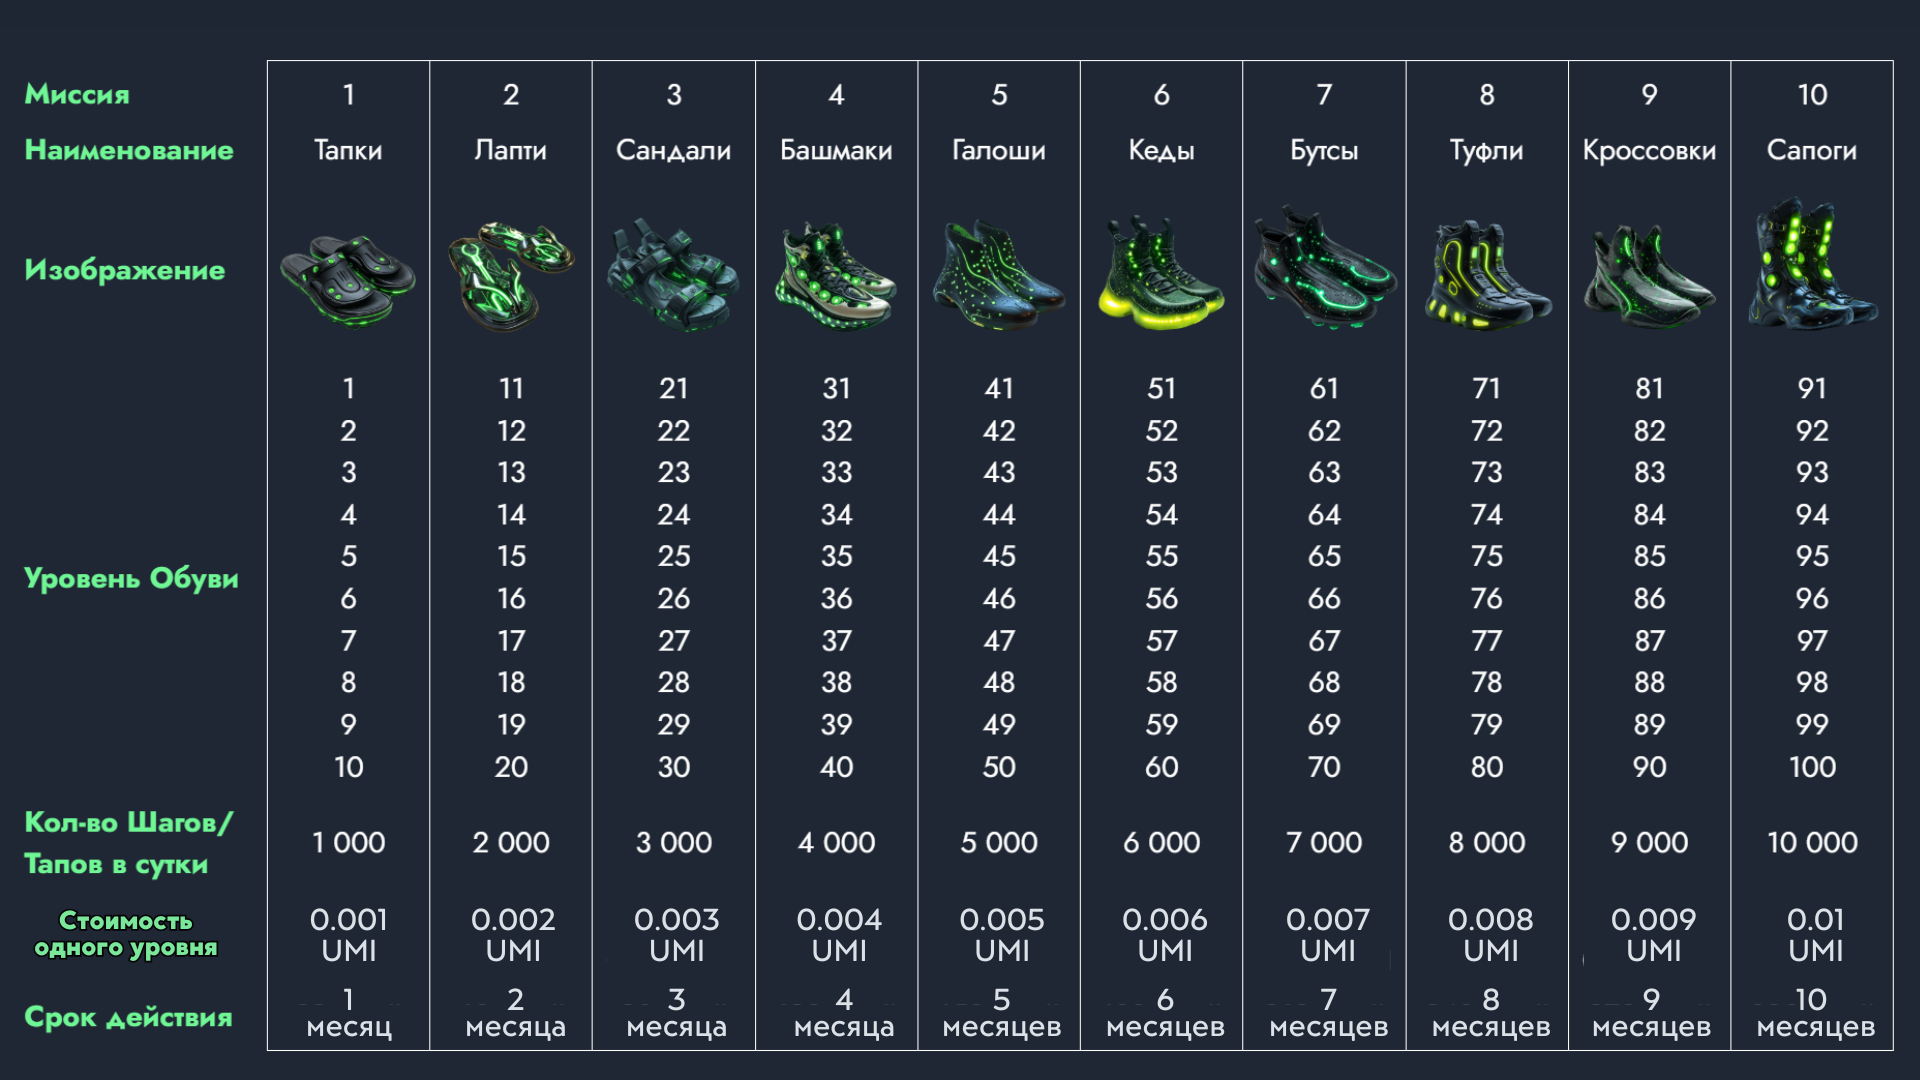 Миссия 1 2 3 4 5 6 7 8 9 10
Наименование Тапки Лапти Сандали Башмаки Галоши Кеды Бутсы Туфли Кроссовки Сапоги
Изображение
1 11 21 31 41 51 61 71 81 91
2 12 22 32 42 52 62 72 82 92
3 13 23 33 43 53 63 73 83 93
4 14 24 34 44 54 64 74 84 94
5 15 25 35 45 55 65 75 85 95
Уровень Обуви
6 16 26 36 46 56 66 76 86 96
7 17 27 37 47 57 67 77 87 97
8 18 28 38 48 58 68 78 88 98
9 19 29 39 49 59 69 79 89 99
10 20 30 40 50 60 70 80 90 100
Кол-во Шагов/
Тапов в сутки
1 000 2 000 3 000 4 000 5 000 6 000 7 000 8 000 9 000 10 000
Стоимость
одного уровня
0.001 0.002 0.003 0.004 0.005 0.006 0.007 0.008 0.009 0.01
UMI UMI UMI UMI UMI UMI UMI UMI UMI UMI
Срок действия
1 2 3 4 5 6 7 8 9 10
месяц месяца месяца месяца месяцев месяцев месяцев месяцев месяцев месяцев